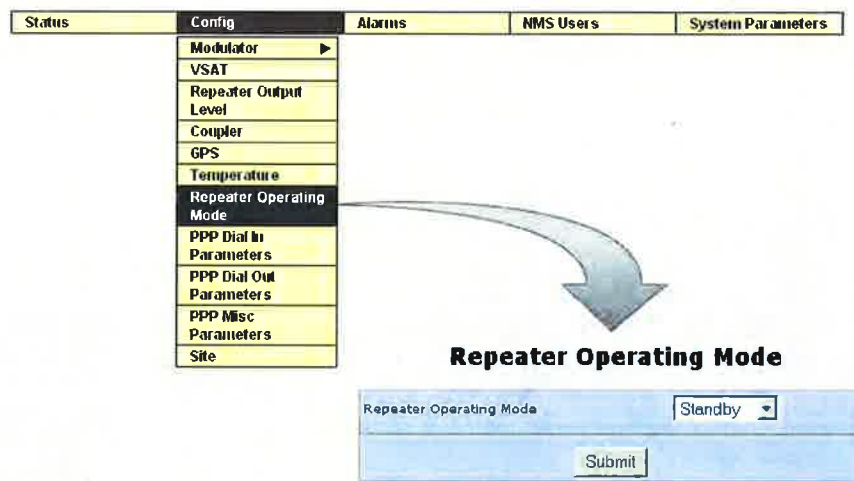 Status Config Alarms NMS Users System Parameters
Modulator
VSAT
Repeater Output
Level
Coupler
GPS
Temperature
Repeater Operating
Mode
PPP Dial In
Parameters
PPP Dial Out
Parameters
PPP Misc
Parameters
Site
Repeater Operating Mode
Repeater Operating Mode Standby
Submit